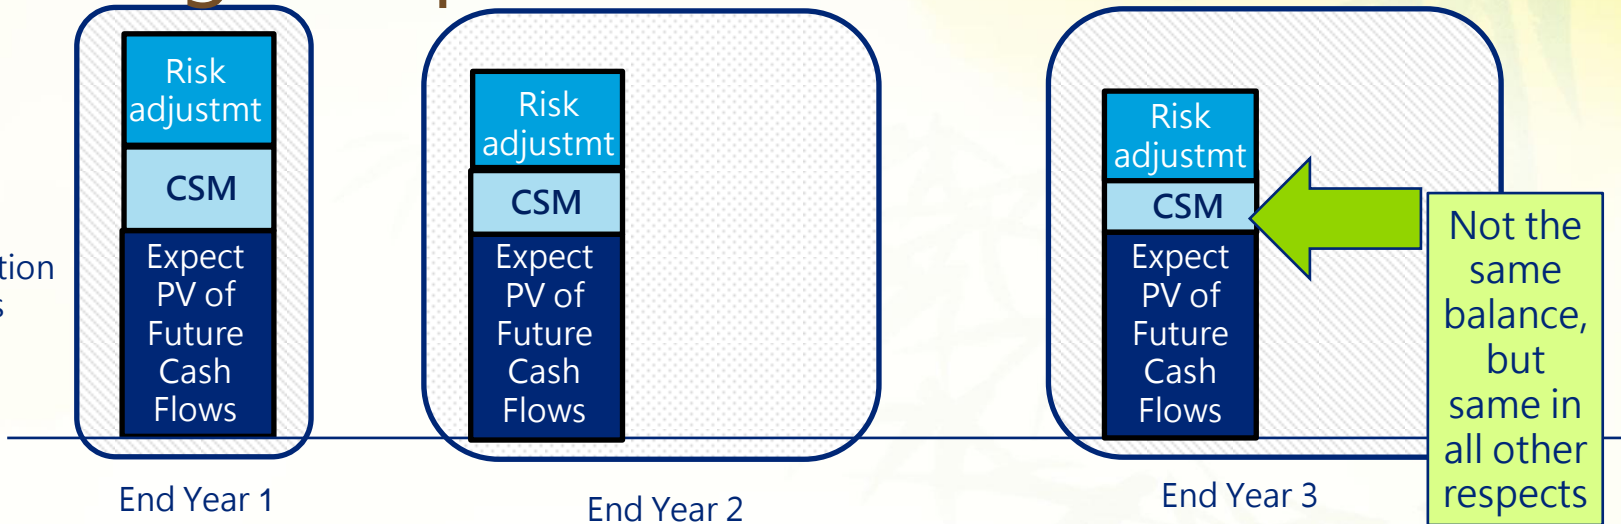 Risk
adjustmt
CSM
Expect
PV of
Future
Cash
Flows
End Year 1
Risk
adjustmt
CSM
Expect
PV of
Future
Cash
Flows
End Year 2
Risk
adjustmt
CSM
Expect
PV of
Future
Cash
Flows
End Year 3
Not the
same
balance,
but
same in
all other
respects